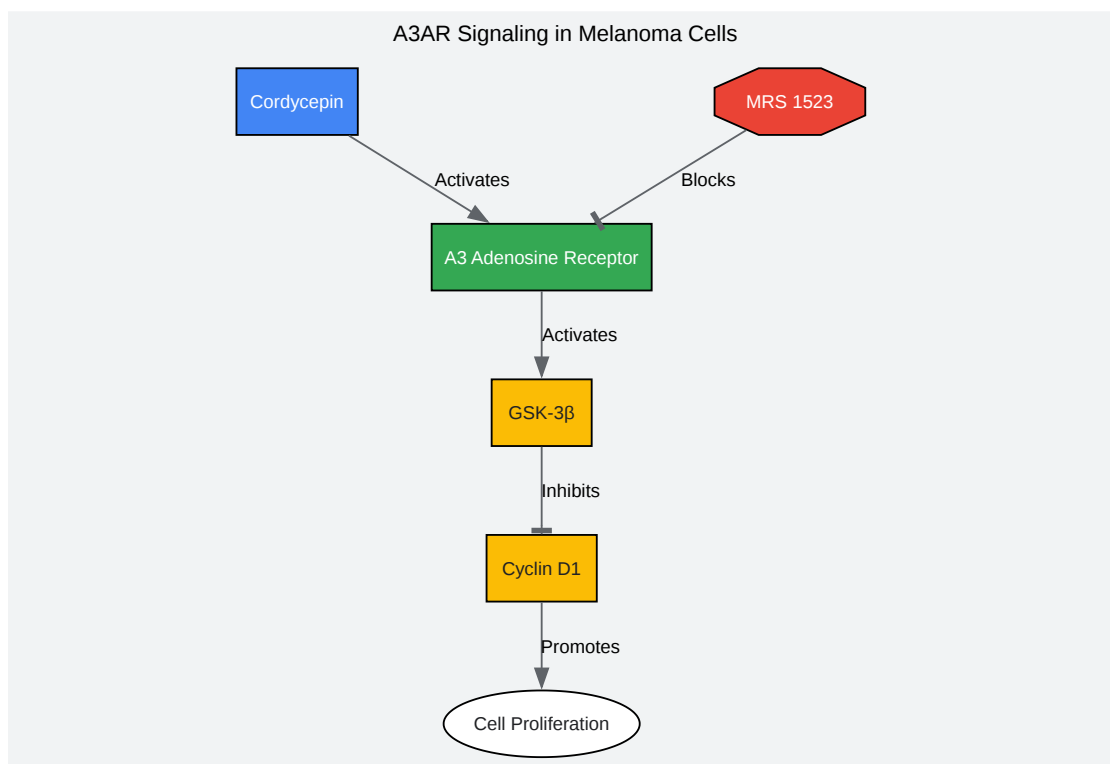 A3AR Signaling in Melanoma Cells
Cordycepin
MRS 1523
Activates
Blocks
A3 Adenosine Receptor
Activates
GSK-3β
Inhibits
Cyclin D1
Promotes
Cell Proliferation